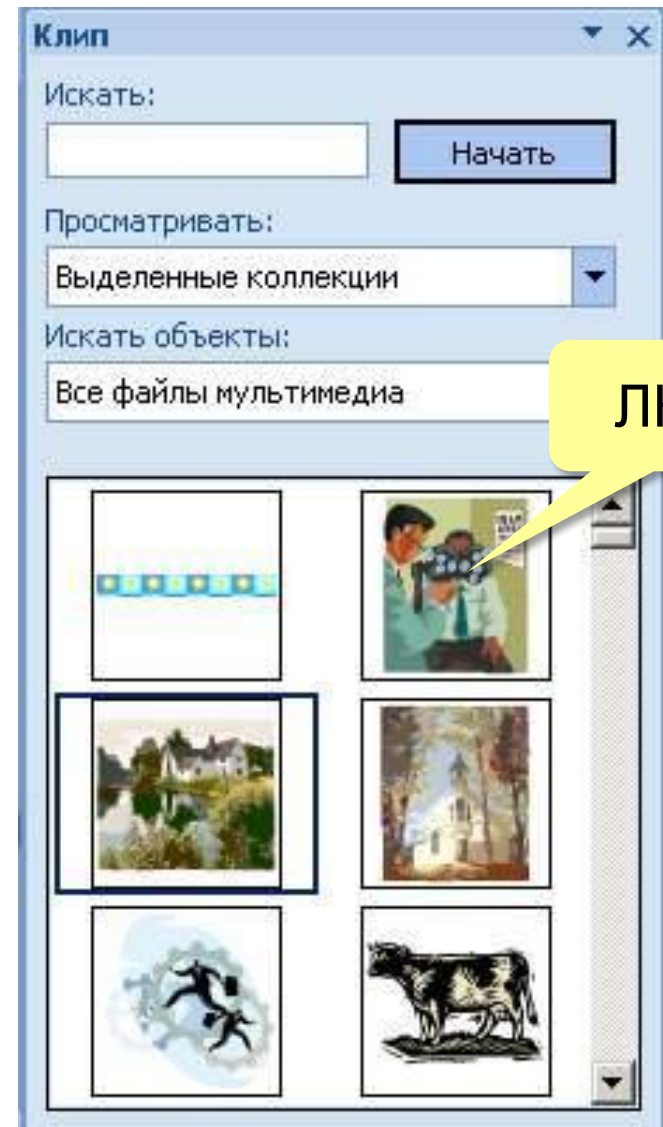 Клип
Искать:
Начать
Просматривать:
Выделенные коллекции
Искать объекты:
Все файлы мультимедиа